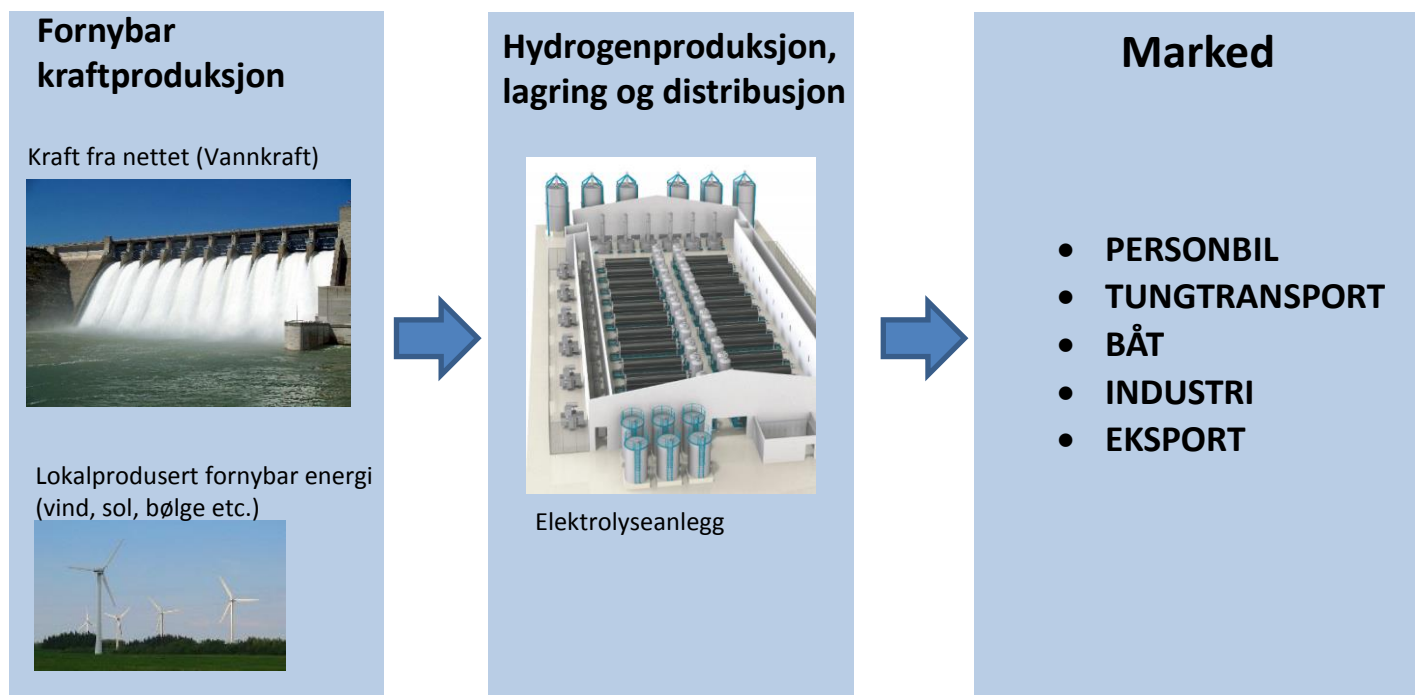 Fornybar
kraftproduksjon
Kraft fra nettet (Vannkraft)
Lokalprodusert fornybar energi
(vind, sol, bølge etc.)
Hydrogenproduksjon,
lagring og distribusjon
Elektrolyseanlegg
Marked
• PERSONBIL
• TUNGTRANSPORT
• BÅT
• INDUSTRI
• EKSPORT